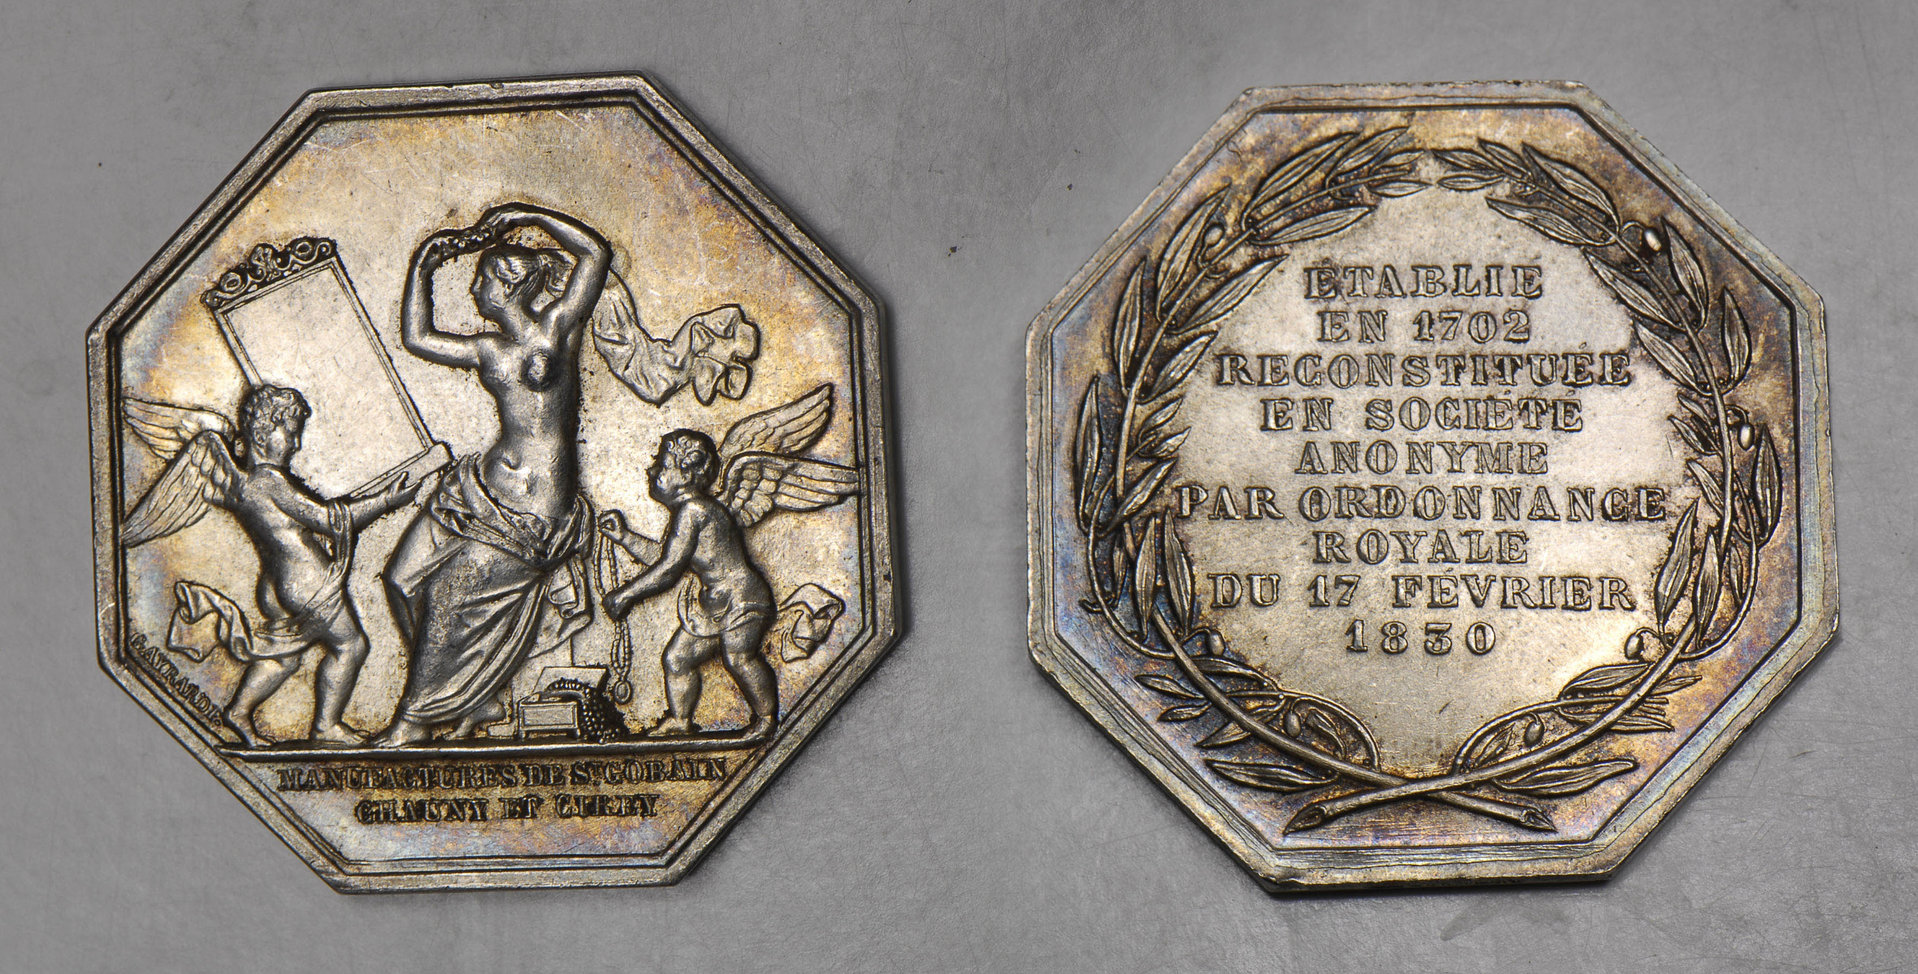 GAYRARD F.
MANUFACTURES DE ST GOBAIN
CHAUNY ET CIREY
ÉTABLIE
EN 1702
RECONSTITUÉE
EN SOCIÉTÉ
ANONYME
PAR ORDONNANCE
ROYALE
DU 17 FÉVRIER
1830